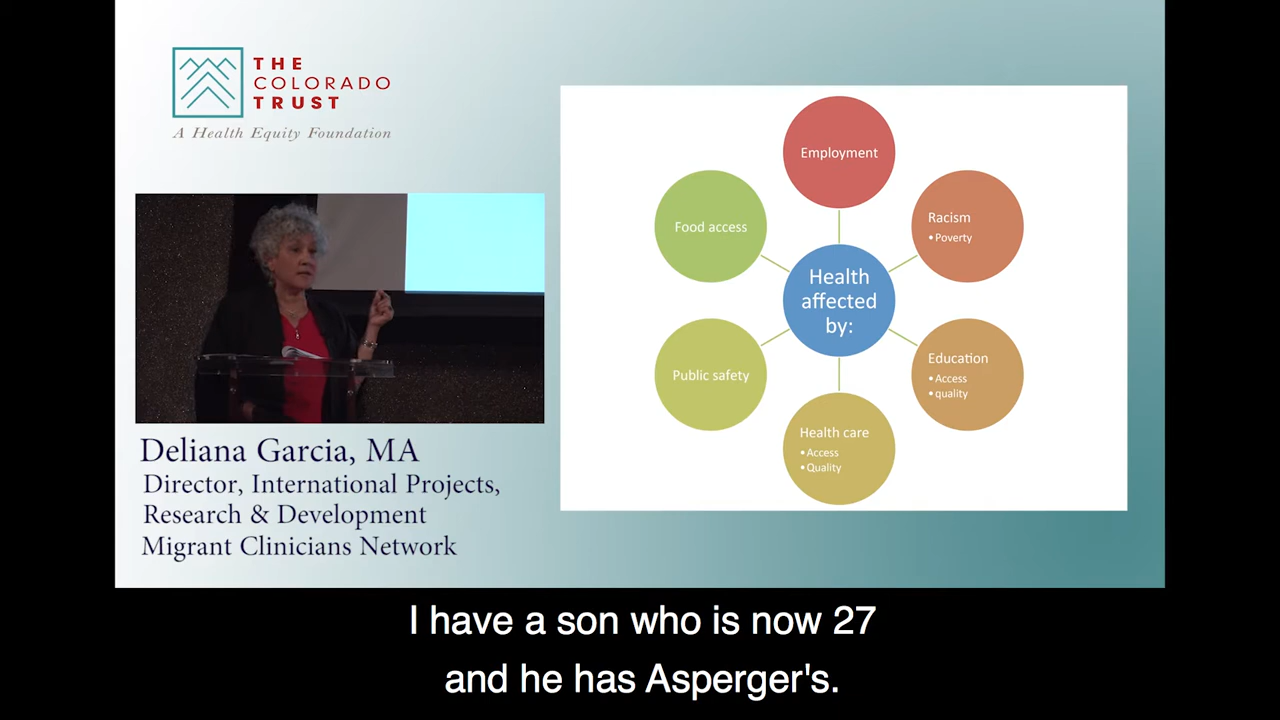 THE
COLORADO
TRUST
A Health Equity Foundation
Deliana Garcia, MA
Director, International Projects,
Research & Development
Migrant Clinicians Network
Employment
Racism
•Poverty
Education
•Access
•quality
Health care
•Access
•Quality
Public safety
Food access
Health
affected
by:
I have a son who is now 27
and he has Asperger's.